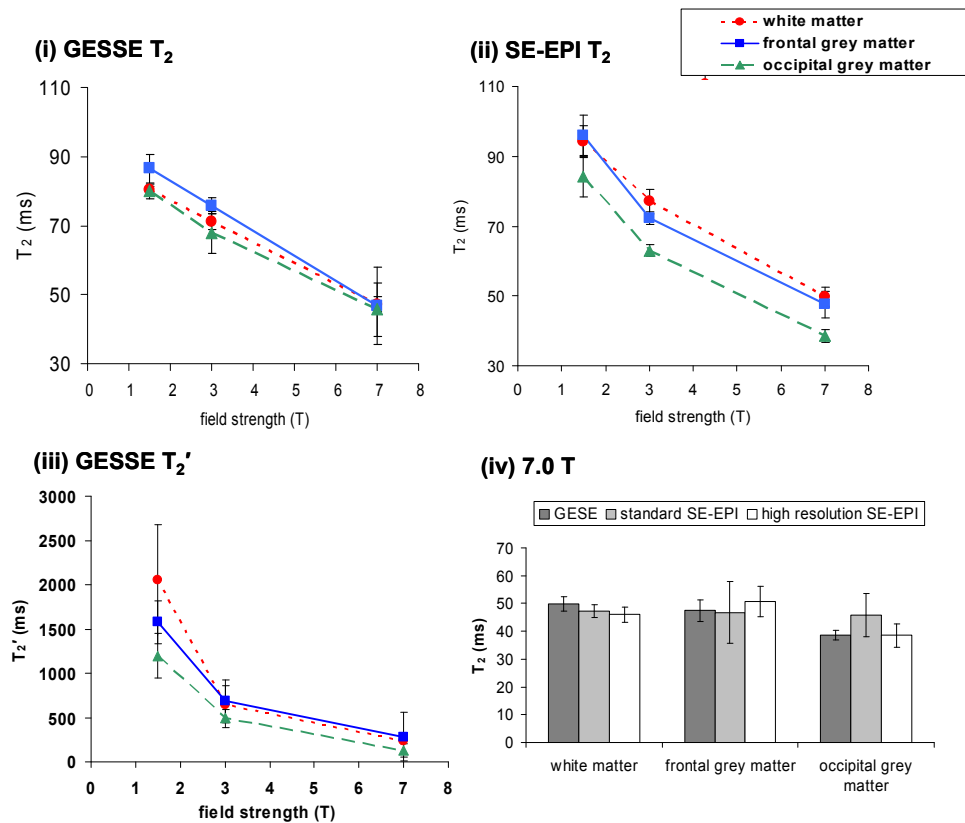 white matter
frontal grey matter
occipital grey matter
(i) GESSE T₂
110
90
70
50
30
T₂ (ms)
0 1 2 3 4 5 6 7 8
field strength (T)
(ii) SE-EPI T₂
110
90
70
50
30
T₂ (ms)
0 1 2 3 4 5 6 7 8
field strength (T)
(iii) GESSE T₂′
3000
2500
2000
1500
1000
500
0
T₂′ (ms)
0 1 2 3 4 5 6 7 8
field strength (T)
(iv) 7.0 T
GESE standard SE-EPI high resolution SE-EPI
70
60
50
40
30
20
10
0
T₂ (ms)
white matter frontal grey matter occipital grey
matter